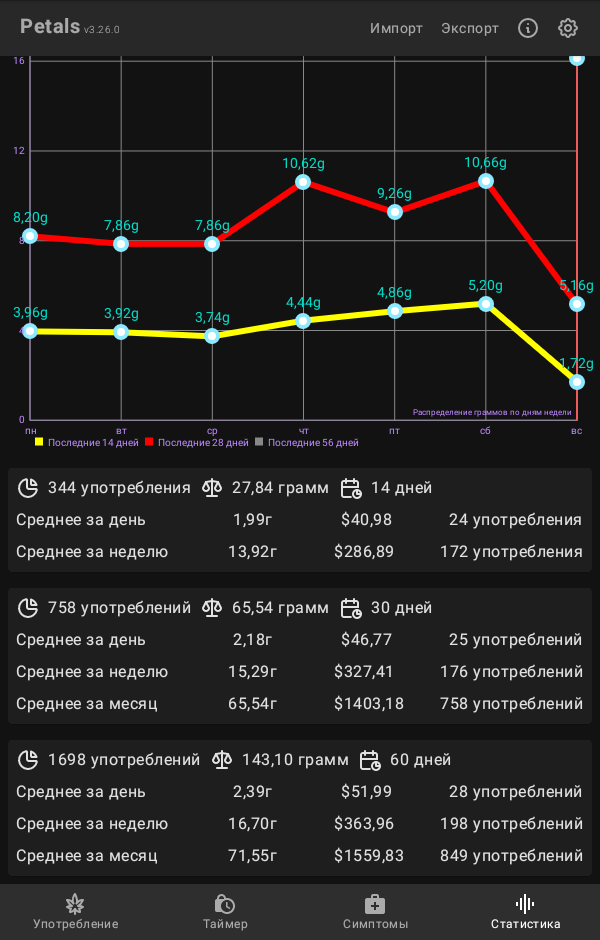 Petals v3.26.0 Импорт Экспорт
16
12
10,62g 10,66g
9,26g
8,20g 7,86g 7,86g
8
5,16g
5,20g
4,86g
4,44g
3,96g 3,92g 3,74g
4
1,72g
Распределение граммов по дням недели
0
пн вт ср чт пт сб вс
Последние 14 дней Последние 28 дней Последние 56 дней
344 употребления 27,84 грамм 14 дней
Среднее за день 1,99г $40,98 24 употребления
Среднее за неделю 13,92г $286,89 172 употребления
758 употреблений 65,54 грамм 30 дней
Среднее за день 2,18г $46,77 25 употреблений
Среднее за неделю 15,29г $327,41 176 употреблений
Среднее за месяц 65,54г $1403,18 758 употреблений
1698 употреблений 143,10 грамм 60 дней
Среднее за день 2,39г $51,99 28 употреблений
Среднее за неделю 16,70г $363,96 198 употреблений
Среднее за месяц 71,55г $1559,83 849 употреблений
Употребление Таймер Симптомы Статистика